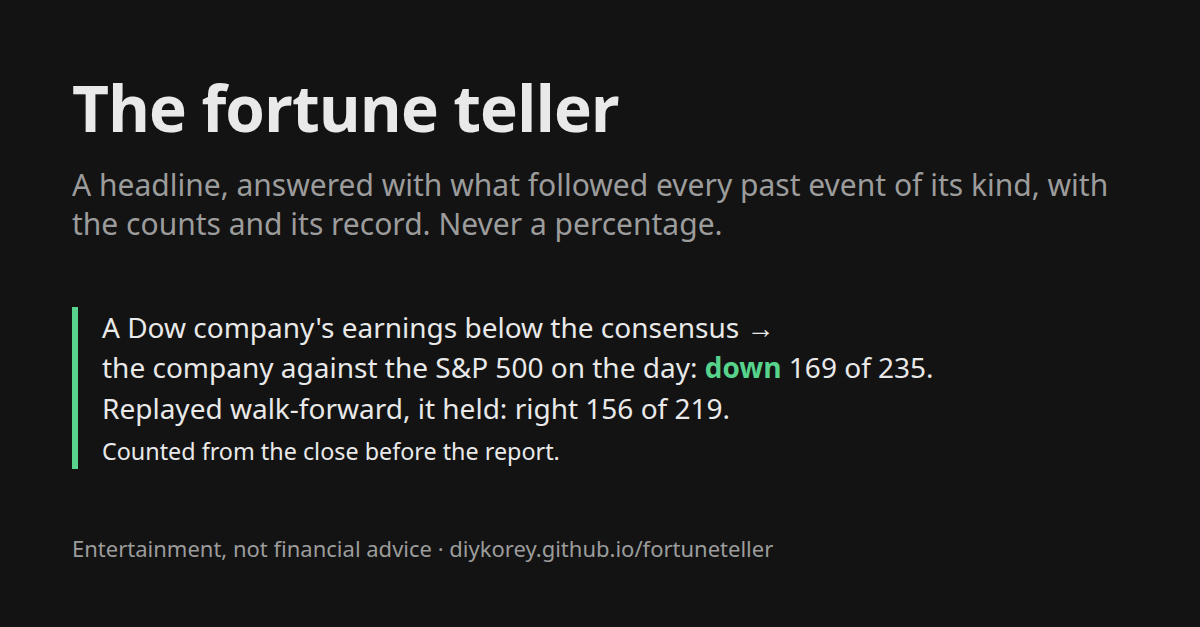 The fortune teller
A headline, answered with what followed every past event of its kind, with
the counts and its record. Never a percentage.
A Dow company's earnings below the consensus →
the company against the S&P 500 on the day: down 169 of 235.
Replayed walk-forward, it held: right 156 of 219.
Counted from the close before the report.
Entertainment, not financial advice · diykorey.github.io/fortuneteller